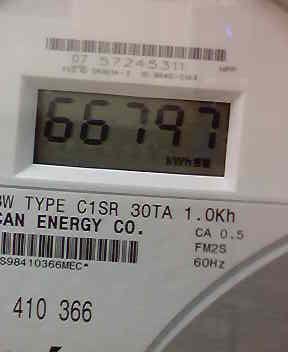 07 57245311
66797
kWh
3W TYPE C1SR 30TA 1.0Kh
CAN ENERGY CO.
CA 0.5
FM2S
60Hz
S98410366MEC*
410 366